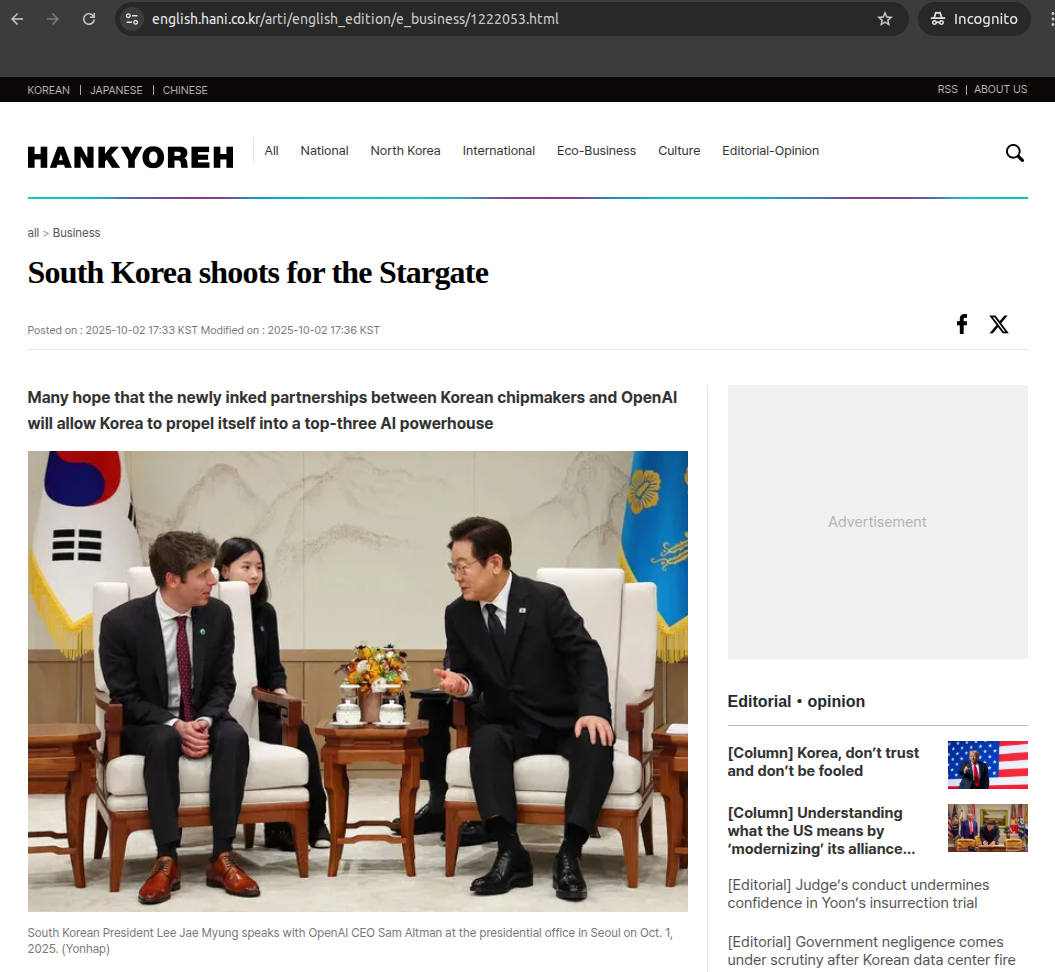 english.hani.co.kr/arti/english_edition/e_business/1222053.html
Incognito
KOREAN | JAPANESE | CHINESE
RSS | ABOUT US
HANKYOREH
All National North Korea International Eco-Business Culture Editorial-Opinion
all > Business
South Korea shoots for the Stargate
Posted on : 2025-10-02 17:33 KST Modified on : 2025-10-02 17:36 KST
Many hope that the newly inked partnerships between Korean chipmakers and OpenAI
will allow Korea to propel itself into a top-three AI powerhouse
South Korean President Lee Jae Myung speaks with OpenAI CEO Sam Altman at the presidential office in Seoul on Oct. 1,
2025. (Yonhap)
Advertisement
Editorial • opinion
[Column] Korea, don’t trust
and don’t be fooled
[Column] Understanding
what the US means by
‘modernizing’ its alliance...
[Editorial] Judge’s conduct undermines
confidence in Yoon’s insurrection trial
[Editorial] Government negligence comes
under scrutiny after Korean data center fire